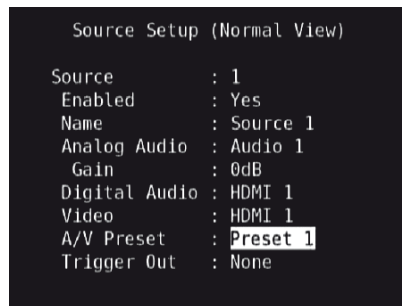 Source Setup (Normal View)
Source : 1
Enabled : Yes
Name : Source 1
Analog Audio : Audio 1
Gain : 0dB
Digital Audio : HDMI 1
Video : HDMI 1
A/V Preset : Preset 1
Trigger Out : None